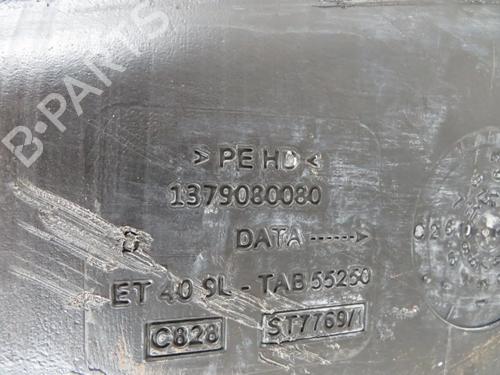 B-PARTS
> PE HD <
1379080080
DATA ------>
ET 40 9L - TAB 55250
C828 ST7769/